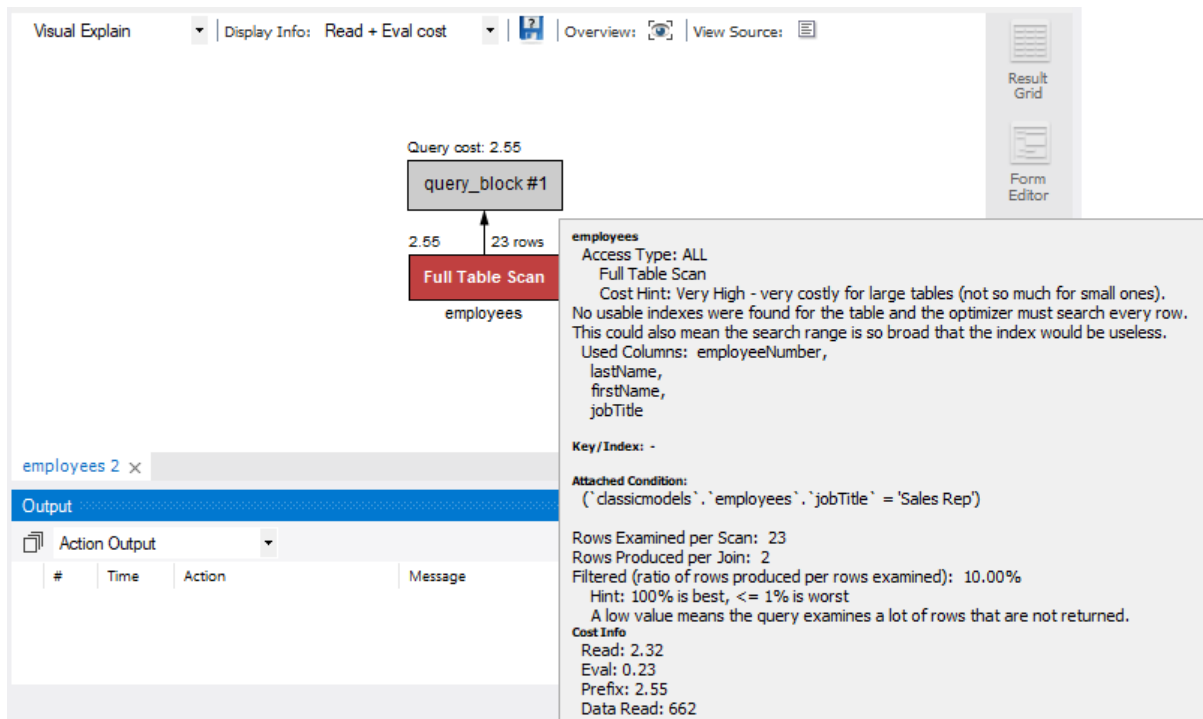 Visual Explain Display Info: Read + Eval cost Overview: View Source:
Result
Grid
Query cost: 2.55
query_block #1
Form
Editor
2.55 23 rows
Full Table Scan
employees
employees
Access Type: ALL
Full Table Scan
Cost Hint: Very High - very costly for large tables (not so much for small ones).
No usable indexes were found for the table and the optimizer must search every row.
This could also mean the search range is so broad that the index would be useless.
Used Columns: employeeNumber,
lastName,
firstName,
jobTitle
Key/Index: -
Attached Condition:
(`classicmodels`.`employees`.`jobTitle` = 'Sales Rep')
Rows Examined per Scan: 23
Rows Produced per Join: 2
Filtered (ratio of rows produced per rows examined): 10.00%
Hint: 100% is best, <= 1% is worst
A low value means the query examines a lot of rows that are not returned.
Cost Info
Read: 2.32
Eval: 0.23
Prefix: 2.55
Data Read: 662
employees 2
Output
Action Output
# Time Action Message